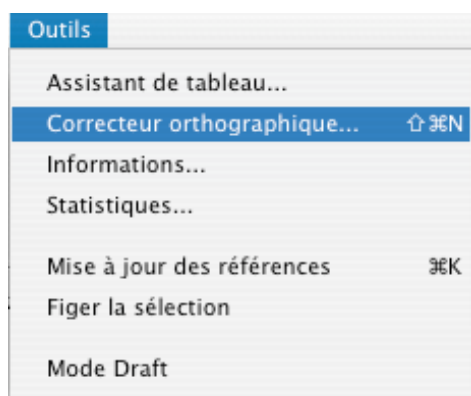 Outils
Assistant de tableau...
Correcteur orthographique... ⇧⌘N
Informations...
Statistiques...
Mise à jour des références ⌘K
Figer la sélection
Mode Draft